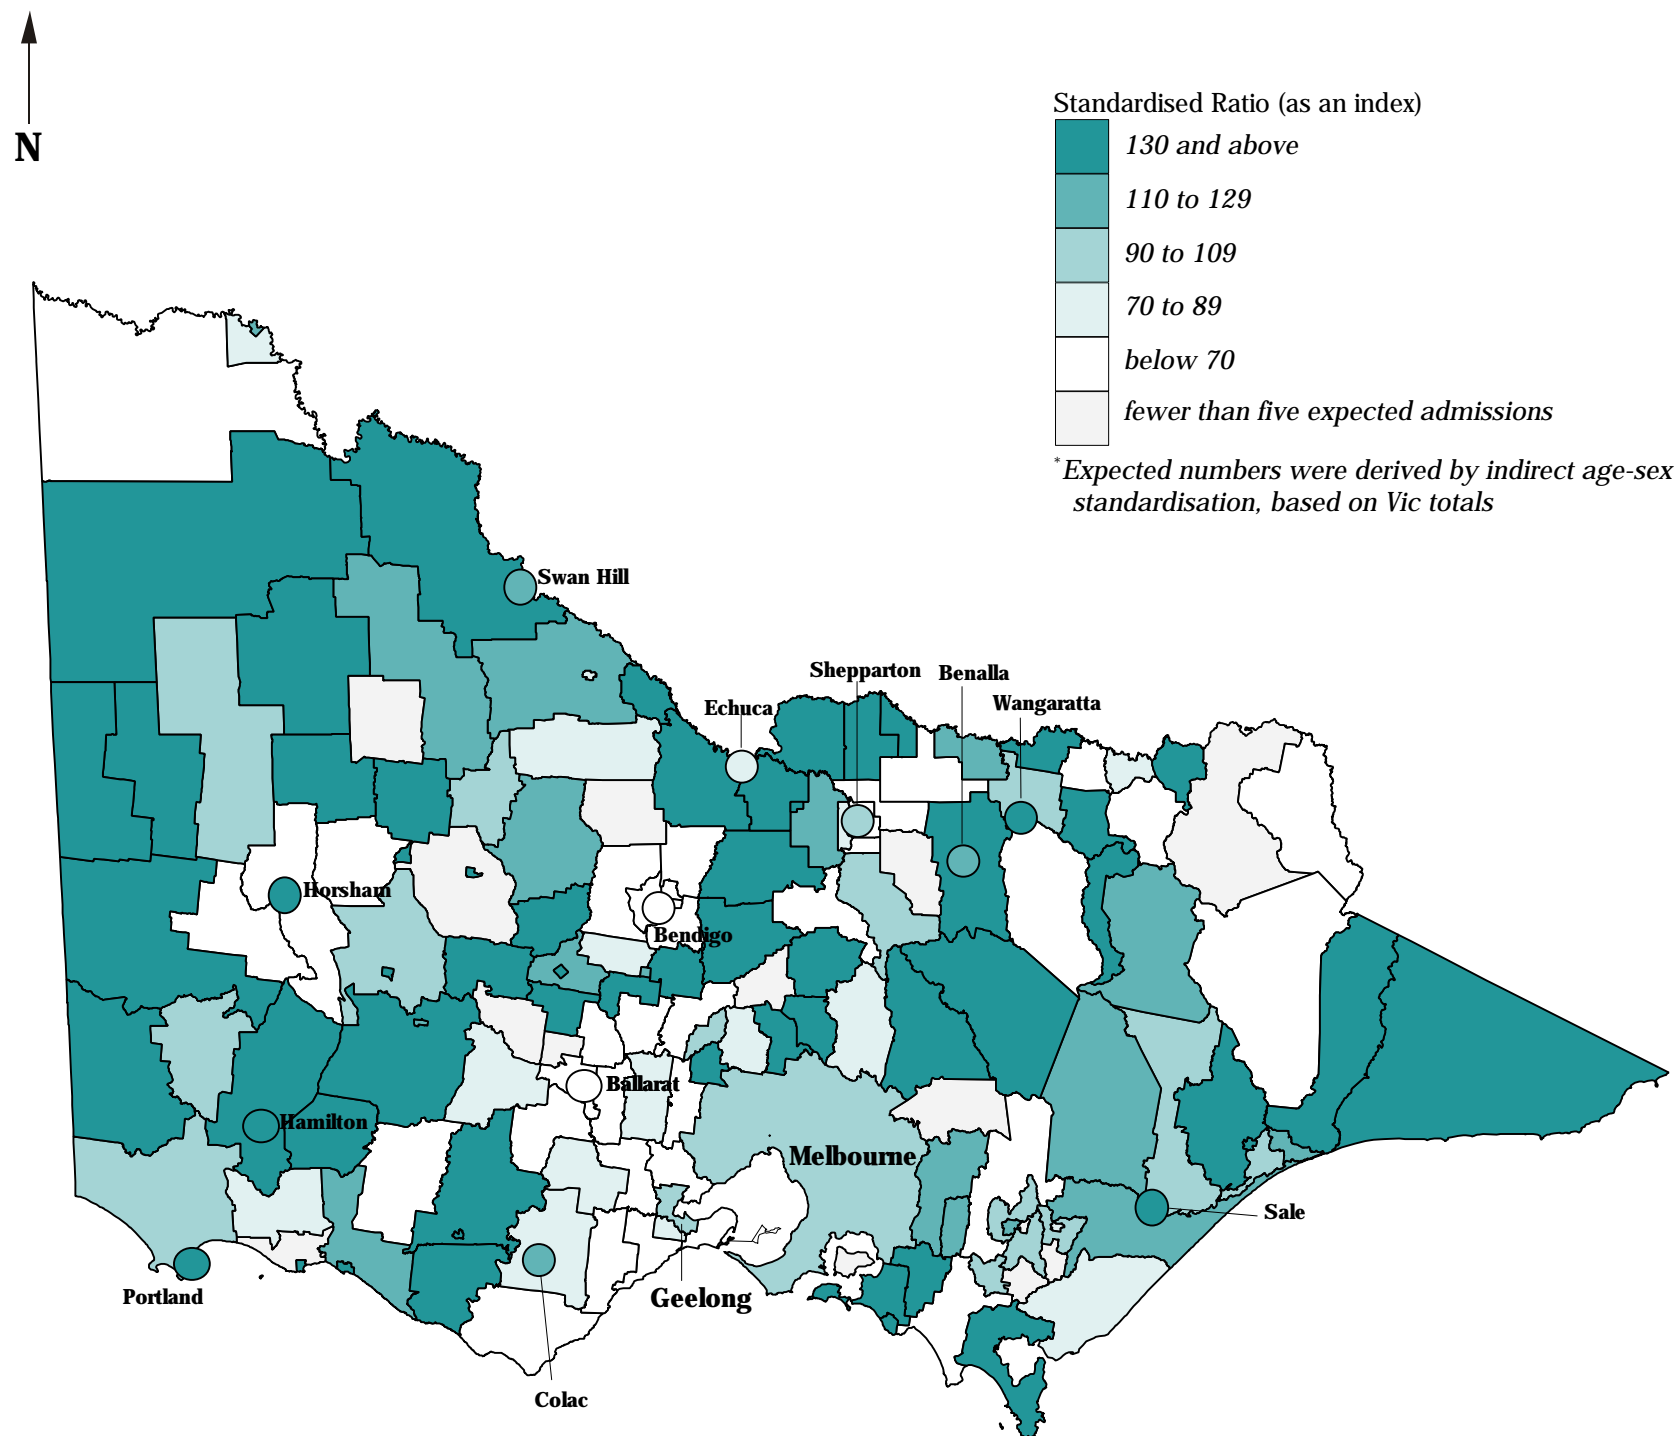 N
Standardised Ratio (as an index)
130 and above
110 to 129
90 to 109
70 to 89
below 70
fewer than five expected admissions
*Expected numbers were derived by indirect age-sex
standardisation, based on Vic totals
Swan Hill
Shepparton
Benalla
Echuca
Wangaratta
Horsham
Bendigo
Ballarat
Hamilton
Melbourne
Sale
Portland
Geelong
Colac